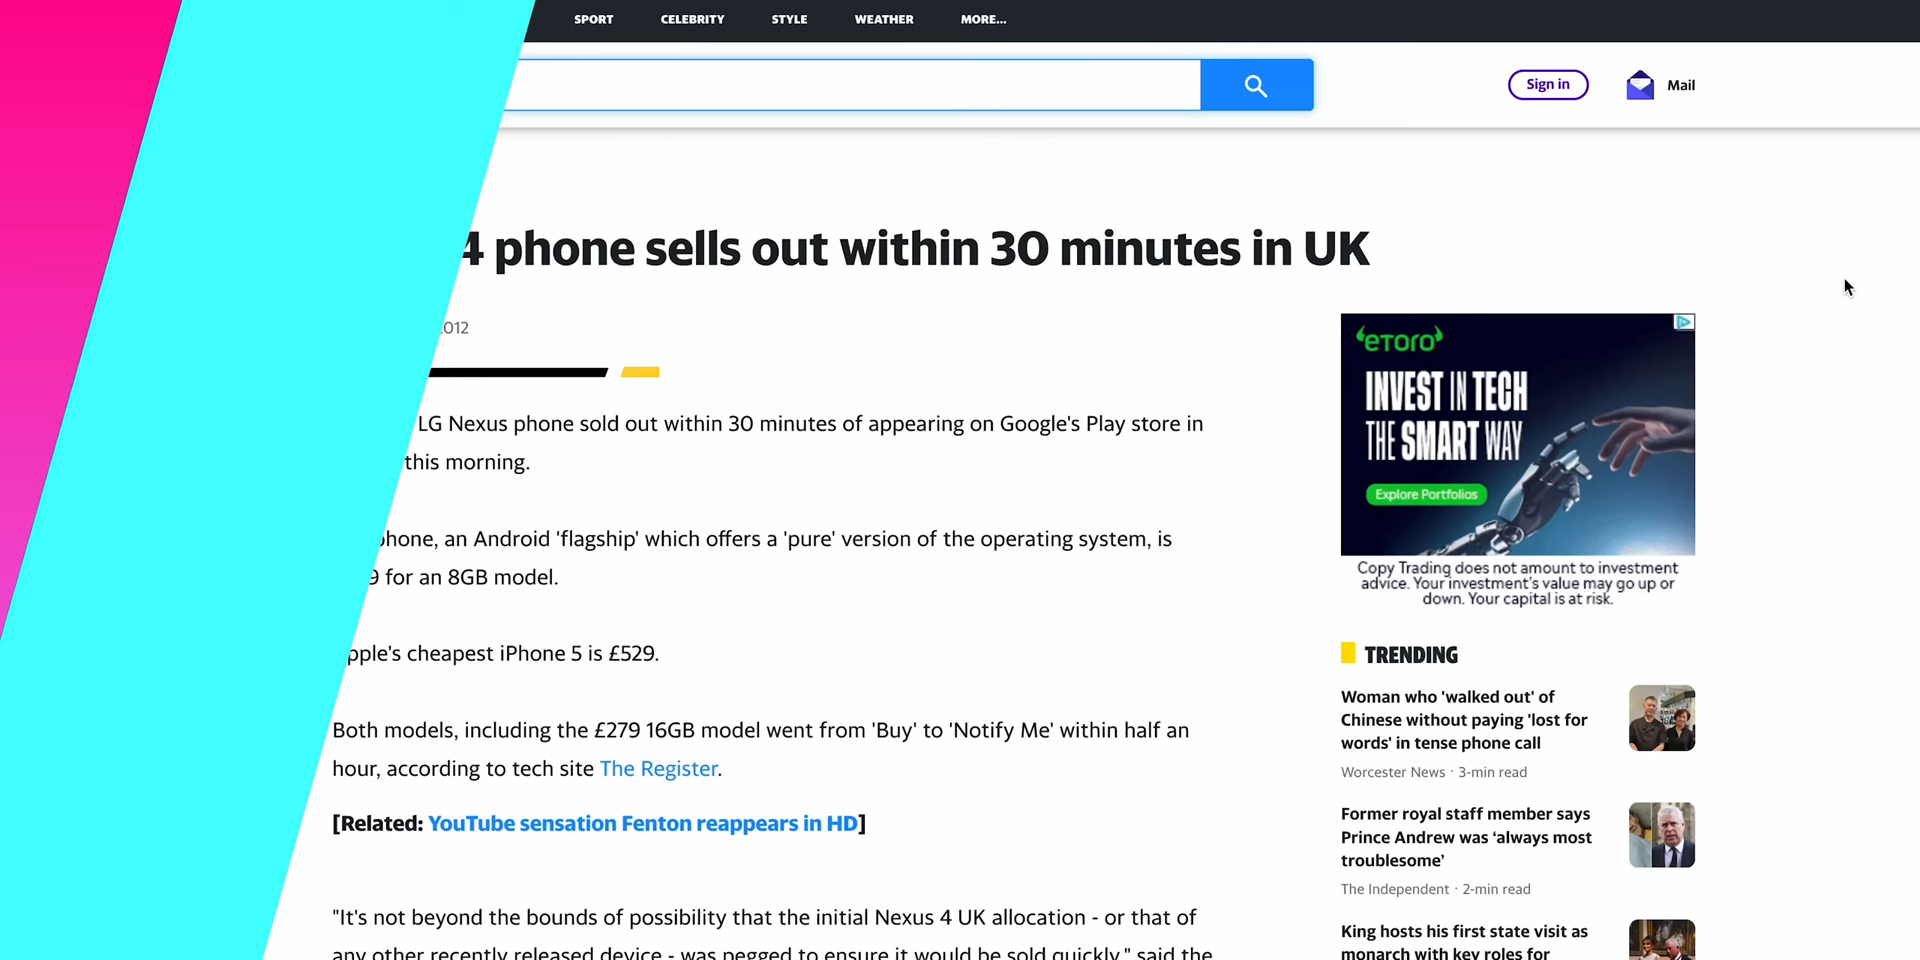 SPORT CELEBRITY STYLE WEATHER MORE...
Sign in Mail
4 phone sells out within 30 minutes in UK
2012
LG Nexus phone sold out within 30 minutes of appearing on Google's Play store in
this morning.
phone, an Android 'flagship' which offers a 'pure' version of the operating system, is
9 for an 8GB model.
Apple's cheapest iPhone 5 is £529.
Both models, including the £279 16GB model went from 'Buy' to 'Notify Me' within half an
hour, according to tech site The Register.
[Related: YouTube sensation Fenton reappears in HD]
"It's not beyond the bounds of possibility that the initial Nexus 4 UK allocation - or that of
any other recently released device - was pegged to ensure it would be sold quickly," said the
eToro
INVEST IN TECH
THE SMART WAY
Explore Portfolios
Copy Trading does not amount to investment
advice. Your investment's value may go up or
down. Your capital is at risk.
TRENDING
Woman who 'walked out' of
Chinese without paying 'lost for
words' in tense phone call
Worcester News · 3-min read
Former royal staff member says
Prince Andrew was ‘always most
troublesome’
The Independent · 2-min read
King hosts his first state visit as
monarch with key roles for